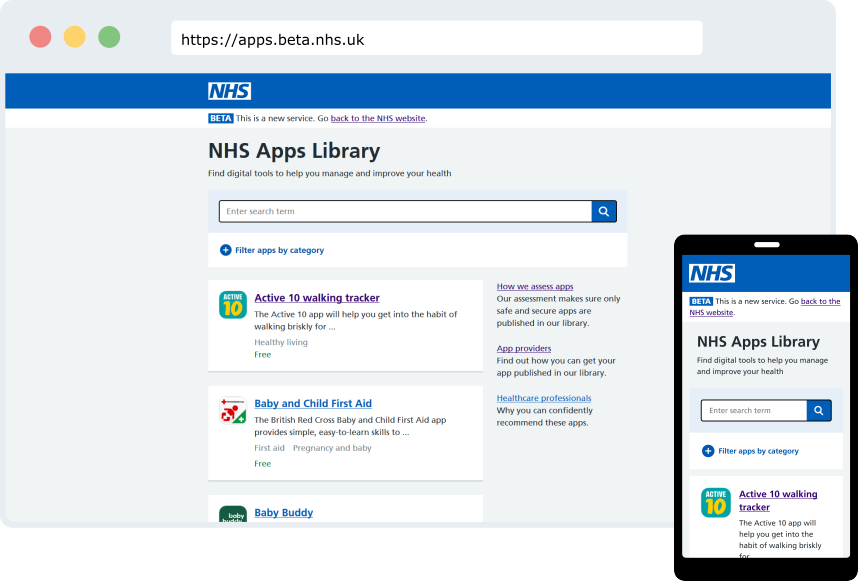 https://apps.beta.nhs.uk
NHS
BETA This is a new service. Go back to the NHS website.
NHS Apps Library
Find digital tools to help you manage and improve your health
Enter search term
Filter apps by category
ACTIVE
10
Active 10 walking tracker
The Active 10 app will help you get into the habit of
walking briskly for ...
Healthy living
Free
Baby and Child First Aid
The British Red Cross Baby and Child First Aid app
provides simple, easy-to-learn skills to ...
First aid Pregnancy and baby
Free
baby
buddy
Baby Buddy
How we assess apps
Our assessment makes sure only
safe and secure apps are
published in our library.
App providers
Find out how you can get your
app published in our library.
Healthcare professionals
Why you can confidently
recommend these apps.
NHS
BETA This is a new service. Go back to the
NHS website.
NHS Apps Library
Find digital tools to help you manage
and improve your health
Enter search term
Filter apps by category
ACTIVE
10
Active 10 walking
tracker
The Active 10 app will
help you get into the
habit of walking briskly
for